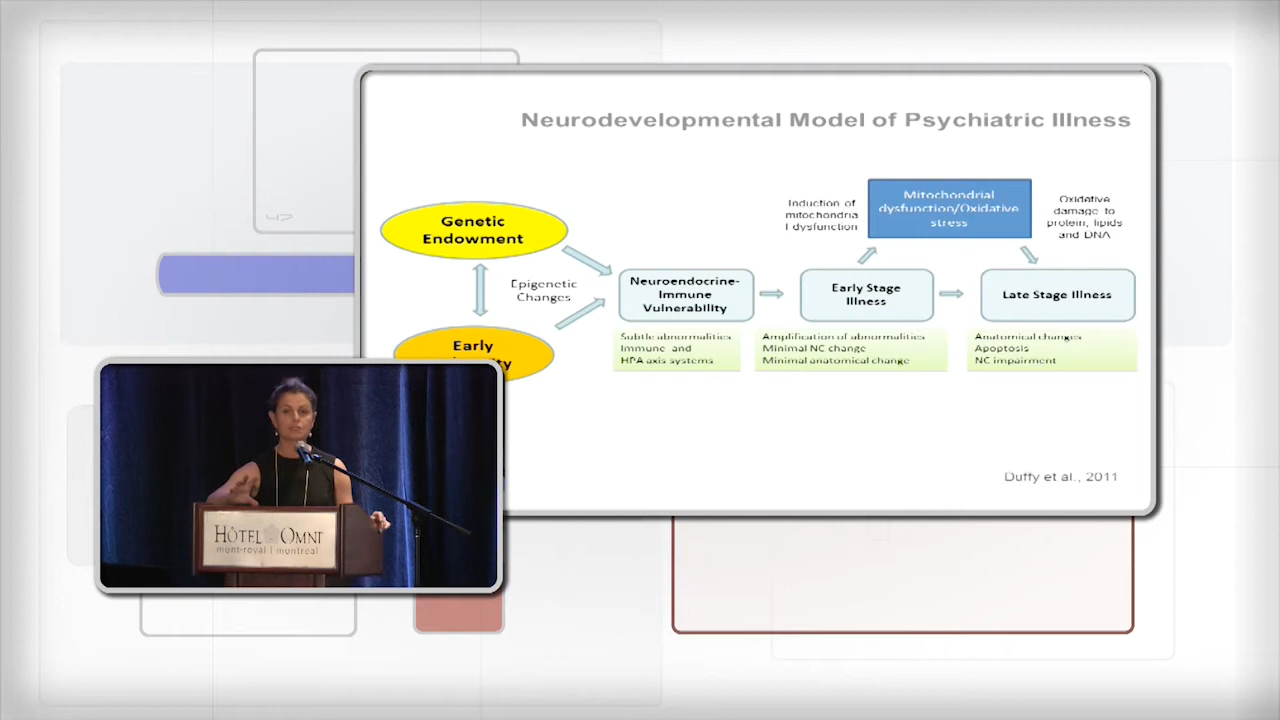 Neurodevelopmental Model of Psychiatric Illness
Genetic
Endowment
Epigenetic
Changes
Early
Neuroendocrine-
Immune
Vulnerability
Subtle abnormalities
Immune and
HPA axis systems
Early Stage
Illness
Amplification of abnormalities
Minimal NC change
Minimal anatomical change
Induction of
mitochondria
l dysfunction
Mitochondrial
dysfunction/Oxidative
stress
Oxidative
damage to
protein, lipids
and DNA
Late Stage Illness
Anatomical changes
Apoptosis
NC impairment
Duffy et al., 2011
HÔTEL OMNI
mont-royal | montreal